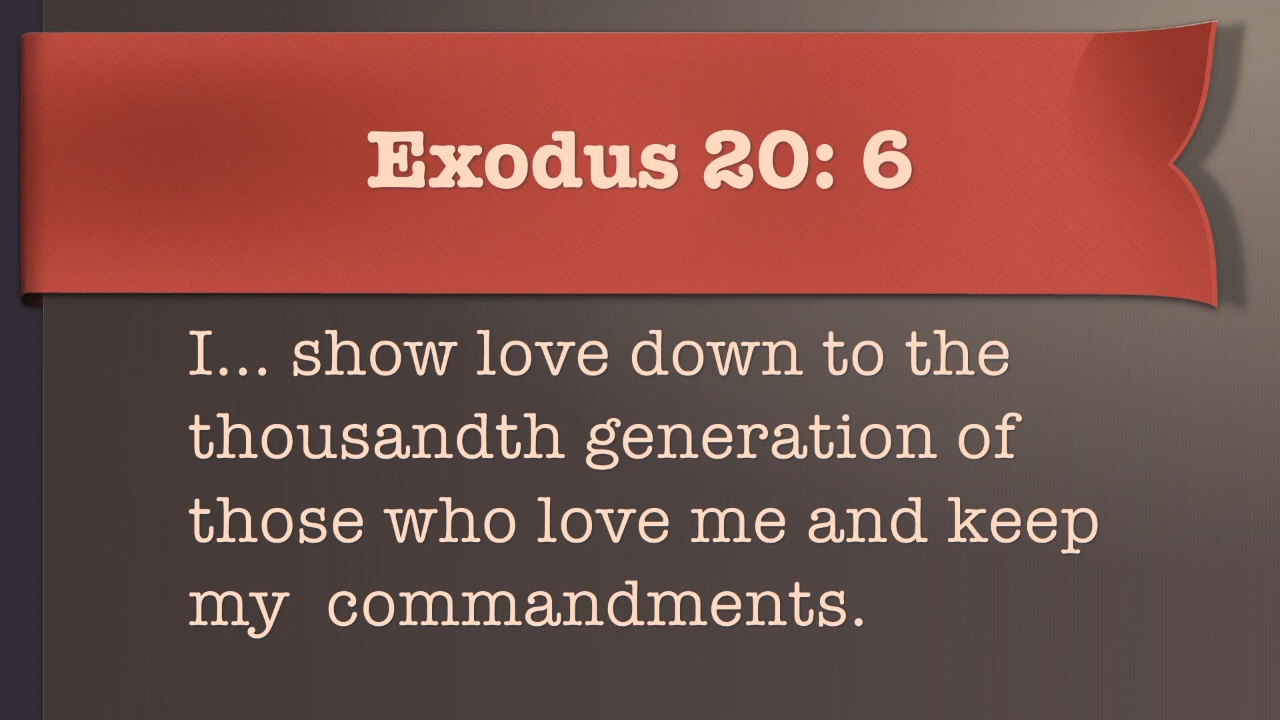 Exodus 20: 6
I... show love down to the
thousandth generation of
those who love me and keep
my  commandments.